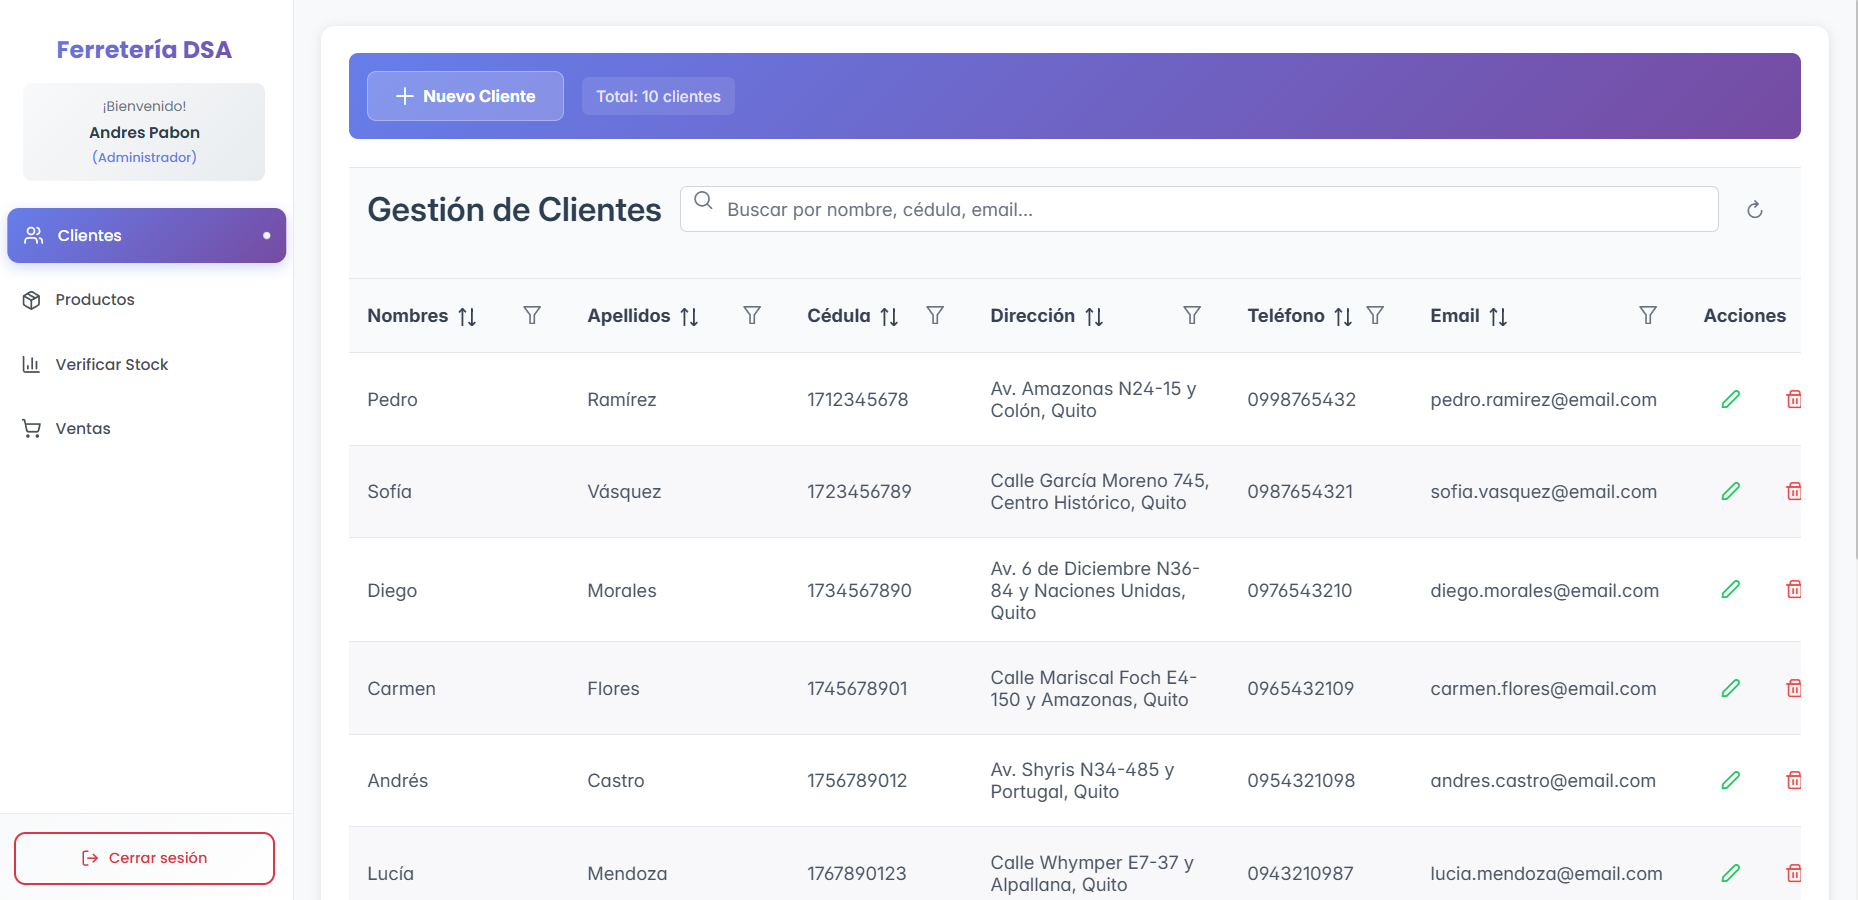 Ferretería DSA
¡Bienvenido!
Andres Pabon
(Administrador)
Clientes
Productos
Verificar Stock
Ventas
Cerrar sesión
Nuevo Cliente
Total: 10 clientes
Gestión de Clientes
Buscar por nombre, cédula, email...
Nombres Apellidos Cédula Dirección Teléfono Email Acciones
Pedro Ramírez 1712345678 Av. Amazonas N24-15 y 0998765432 pedro.ramirez@email.com
Colón, Quito
Sofía Vásquez 1723456789 Calle García Moreno 745, 0987654321 sofia.vasquez@email.com
Centro Histórico, Quito
Av. 6 de Diciembre N36-
Diego Morales 1734567890 84 y Naciones Unidas, 0976543210 diego.morales@email.com
Quito
Carmen Flores 1745678901 Calle Mariscal Foch E4- 0965432109 carmen.flores@email.com
150 y Amazonas, Quito
Andrés Castro 1756789012 Av. Shyris N34-485 y 0954321098 andres.castro@email.com
Portugal, Quito
Lucía Mendoza 1767890123 Calle Whymper E7-37 y 0943210987 lucia.mendoza@email.com
Alpallana, Quito